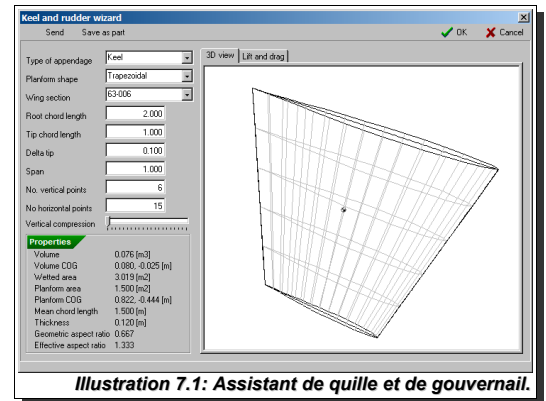 Keel and rudder wizard
Send Save as part OK Cancel
Type of appendage Keel
Planform shape Trapezoidal
Wing section 63-006
Root chord length 2.000
Tip chord length 1.000
Delta tip 0.100
Span 1.000
No. vertical points 6
No horizontal points 15
Vertical compression
Properties
Volume 0.076 [m3]
Volume COG 0.080, -0.025 [m]
Wetted area 3.019 [m2]
Planform area 1.500 [m2]
Planform COG 0.822, -0.444 [m]
Mean chord length 1.500 [m]
Thickness 0.120 [m]
Geometric aspect ratio 0.667
Effective aspect ratio 1.333
3D view Lift and drag
Illustration 7.1: Assistant de quille et de gouvernail.